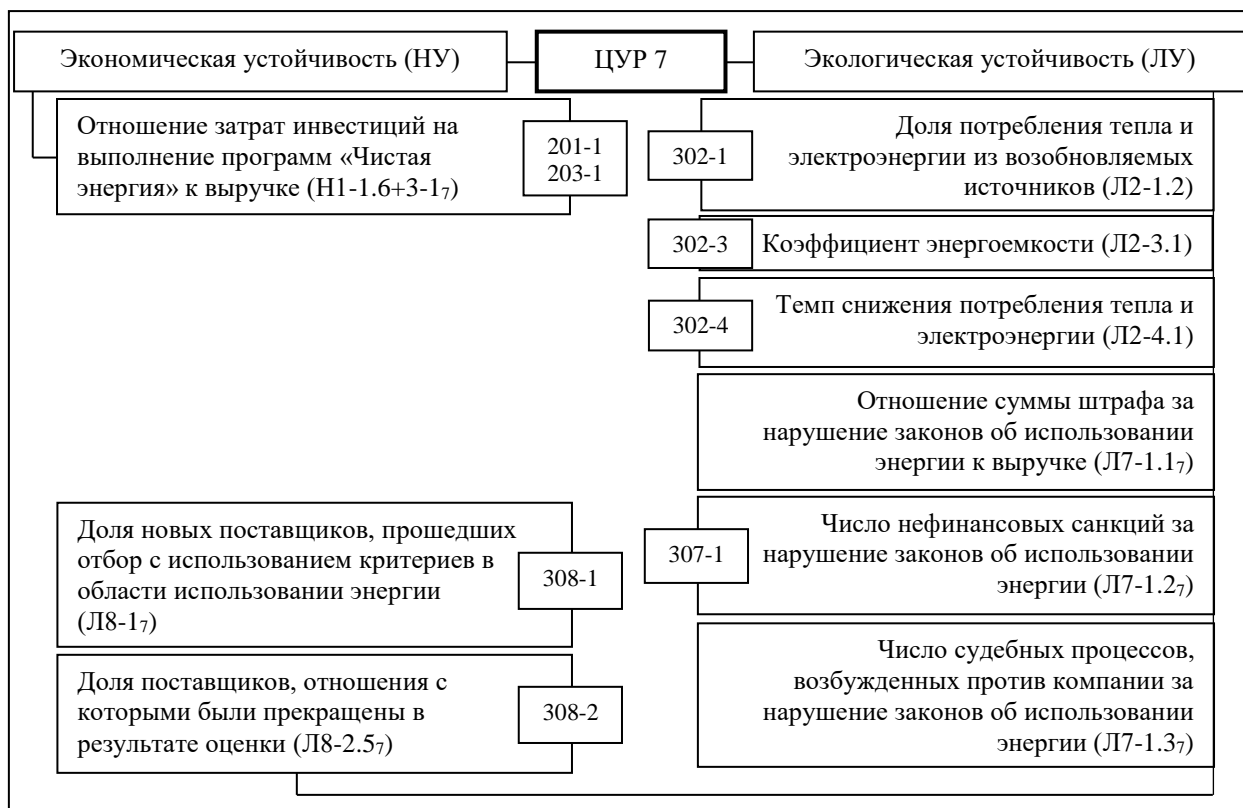 Экономическая устойчивость (НУ)
ЦУР 7
Экологическая устойчивость (ЛУ)
Отношение затрат инвестиций на
выполнение программ «Чистая
энергия» к выручке (Н1-1.6+3-1₇)
201-1
203-1
302-1
Доля потребления тепла и
электроэнергии из возобновляемых
источников (Л2-1.2)
302-3
Коэффициент энергоемкости (Л2-3.1)
302-4
Темп снижения потребления тепла и
электроэнергии (Л2-4.1)
Отношение суммы штрафа за
нарушение законов об использовании
энергии к выручке (Л7-1.1₇)
Доля новых поставщиков, прошедших
отбор с использованием критериев в
области использовании энергии
(Л8-1₇)
308-1
307-1
Число нефинансовых санкций за
нарушение законов об использовании
энергии (Л7-1.2₇)
Доля поставщиков, отношения с
которыми были прекращены в
результате оценки (Л8-2.5₇)
308-2
Число судебных процессов,
возбужденных против компании за
нарушение законов об использовании
энергии (Л7-1.3₇)